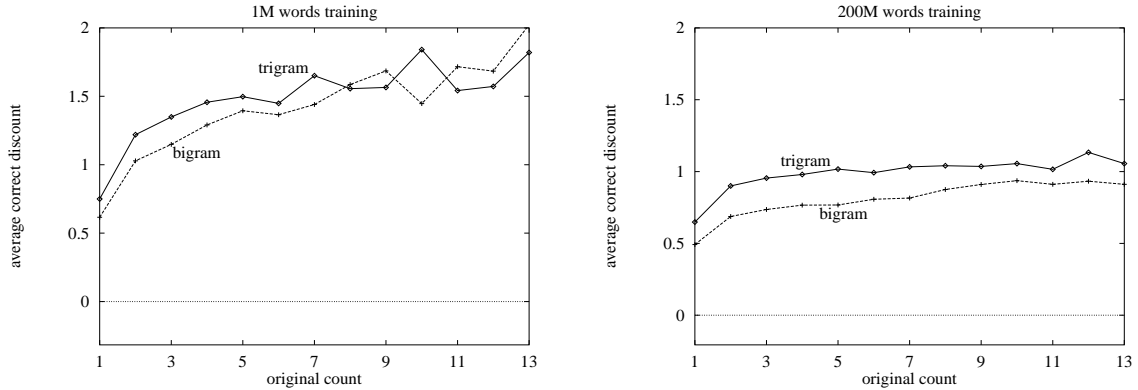 1M words training
2
1.5
1
0.5
0
average correct discount
trigram
bigram
1 3 5 7 9 11 13
original count
200M words training
2
1.5
1
0.5
0
average correct discount
trigram
bigram
1 3 5 7 9 11 13
original count